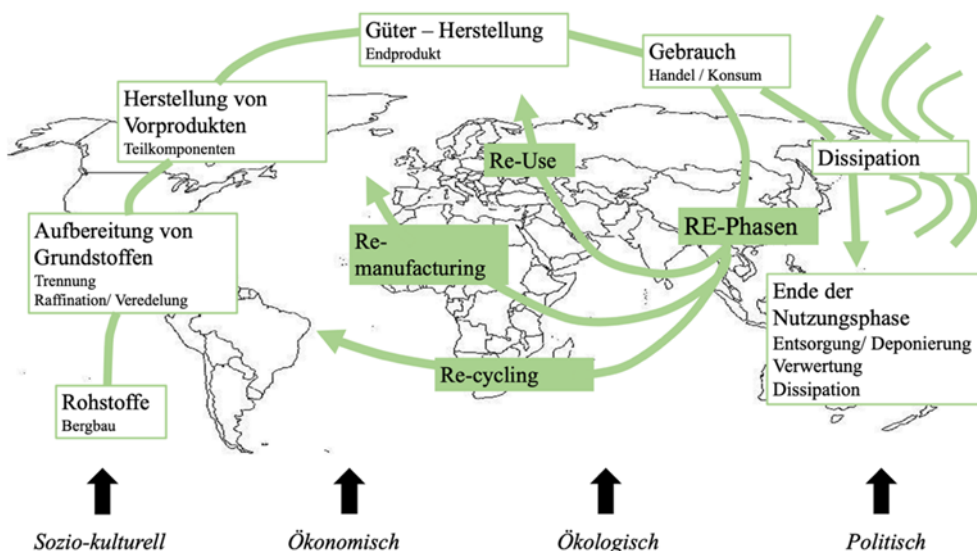 Güter – Herstellung
Endprodukt
Gebrauch
Handel / Konsum
Herstellung von
Vorprodukten
Teilkomponenten
Re-Use
Dissipation
Aufbereitung von
Grundstoffen
Trennung
Raffination/ Veredelung
Re-
manufacturing
RE-Phasen
Ende der
Nutzungsphase
Entsorgung/ Deponierung
Verwertung
Dissipation
Re-cycling
Rohstoffe
Bergbau
Sozio-kulturell
Ökonomisch
Ökologisch
Politisch